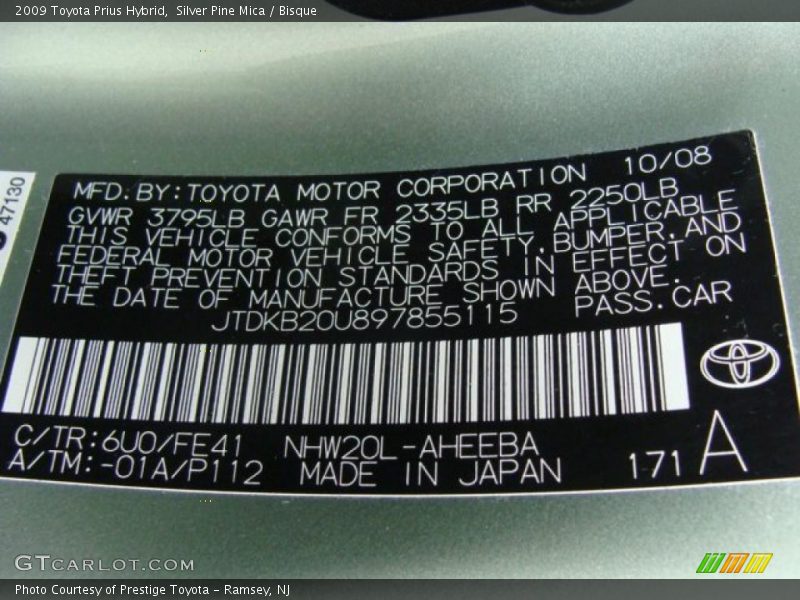 2009 Toyota Prius Hybrid, Silver Pine Mica / Bisque
47130
MFD. BY: TOYOTA MOTOR CORPORATION 10/08
GVWR 3795LB GAWR FR 2335LB RR 2250LB
THIS VEHICLE CONFORMS TO ALL APPLICABLE
FEDERAL MOTOR VEHICLE SAFETY, BUMPER, AND
THEFT PREVENTION STANDARDS IN EFFECT ON
THE DATE OF MANUFACTURE SHOWN ABOVE.
JTDKB20U897855115 PASS. CAR
C/TR: 6U0/FE41 NHW20L-AHEEBA
A/TM: -01A/P112 MADE IN JAPAN 171 A
GTCARLOT.COM
Photo Courtesy of Prestige Toyota - Ramsey, NJ